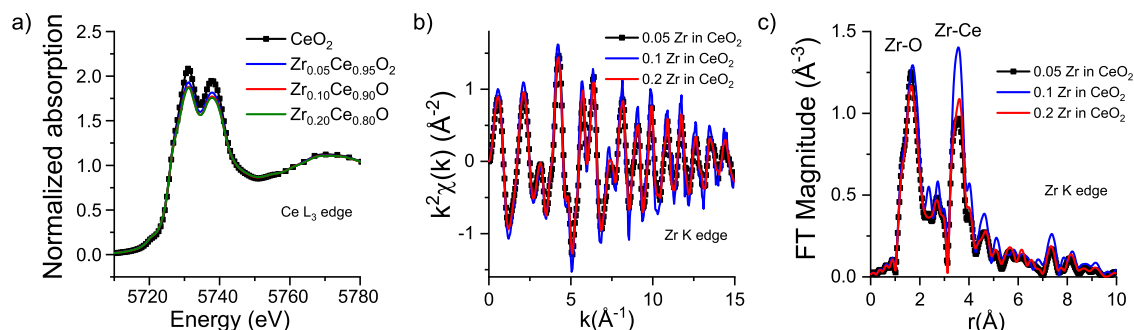 a)
Normalized absorption
2.5
2.0
1.5
1.0
0.5
0.0
CeO₂
Zr₀.₀₅Ce₀.₉₅O₂
Zr₀.₁₀Ce₀.₉₀O
Zr₀.₂₀Ce₀.₈₀O
Ce L₃ edge
5720 5740 5760 5780
Energy (eV)
b)
k²χ(k) (Å⁻²)
1
0
-1
0.05 Zr in CeO₂
0.1 Zr in CeO₂
0.2 Zr in CeO₂
Zr K edge
0 5 10 15
k(Å⁻¹)
c)
FT Magnitude (Å⁻³)
1.5
1.0
0.5
0.0
Zr-O
Zr-Ce
0.05 Zr in CeO₂
0.1 Zr in CeO₂
0.2 Zr in CeO₂
Zr K edge
0 2 4 6 8 10
r(Å)